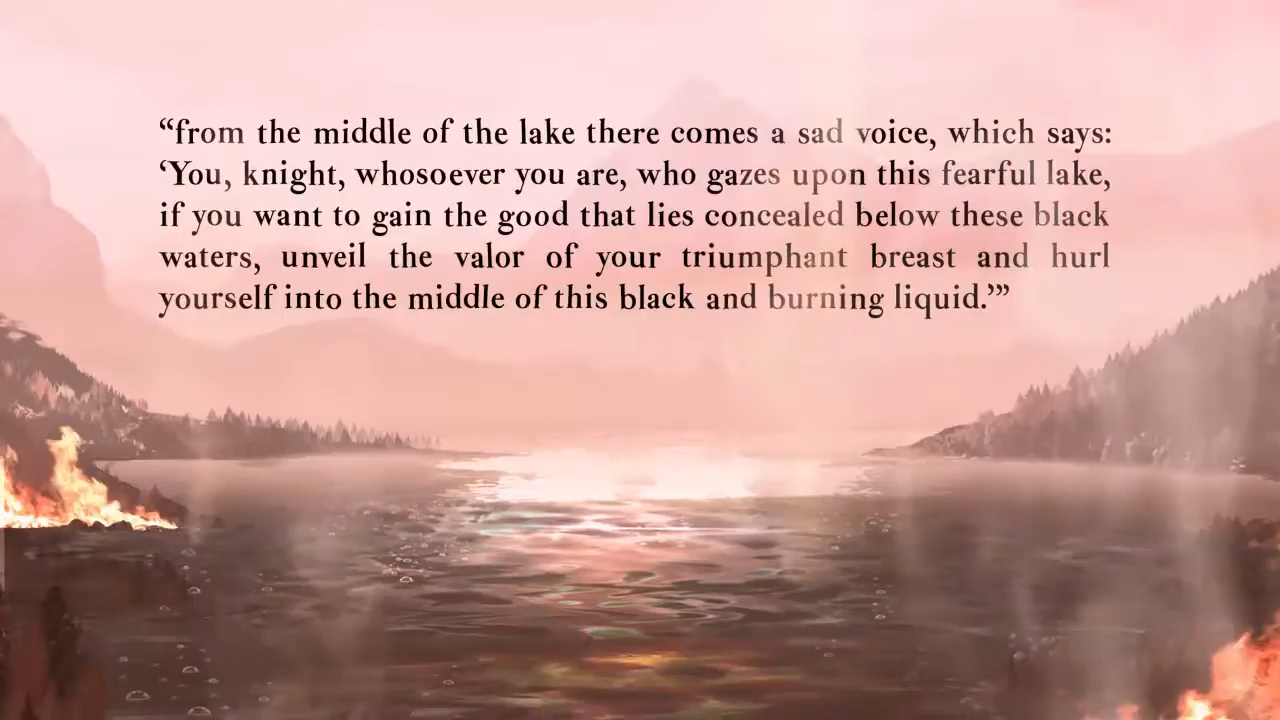 “from the middle of the lake there comes a sad voice, which says:
‘You, knight, whosoever you are, who gazes upon this fearful lake,
if you want to gain the good that lies concealed below these black
waters, unveil the valor of your triumphant breast and hurl
yourself into the middle of this black and burning liquid.’”